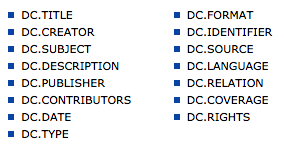 DC.TITLE
DC.CREATOR
DC.SUBJECT
DC.DESCRIPTION
DC.PUBLISHER
DC.CONTRIBUTORS
DC.DATE
DC.TYPE
DC.FORMAT
DC.IDENTIFIER
DC.SOURCE
DC.LANGUAGE
DC.RELATION
DC.COVERAGE
DC.RIGHTS